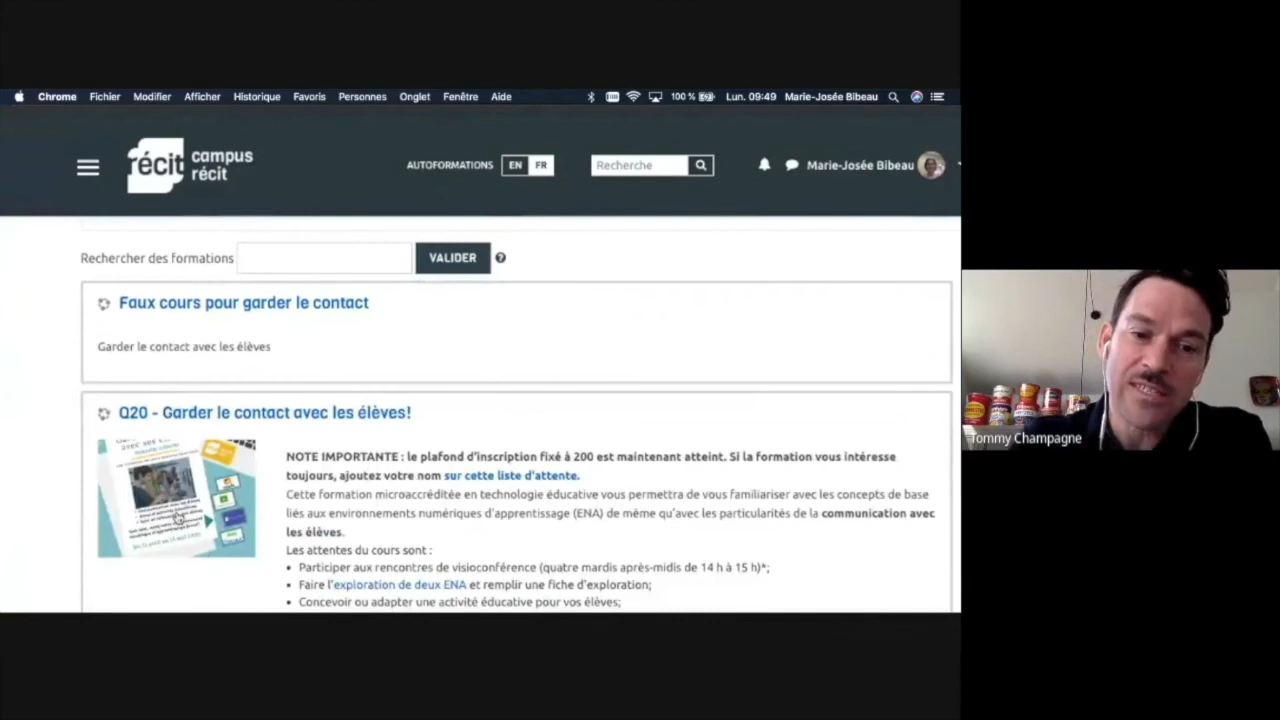 Chrome Fichier Modifier Afficher Historique Favoris Personnes Onglet Fenêtre Aide 100 % Lun. 09:49 Marie-Josée Bibeau
récit campus récit
AUTOFORMATIONS EN FR Recherche Marie-Josée Bibeau
Rechercher des formations VALIDER ?
Faux cours pour garder le contact
Garder le contact avec les élèves
Q20 - Garder le contact avec les élèves!
NOTE IMPORTANTE : le plafond d'inscription fixé à 200 est maintenant atteint. Si la formation vous intéresse
toujours, ajoutez votre nom sur cette liste d'attente.
Cette formation microaccréditée en technologie éducative vous permettra de vous familiariser avec les concepts de base
liés aux environnements numériques d'apprentissage (ENA) de même qu'avec les particularités de la communication avec
les élèves.
Les attentes du cours sont :
• Participer aux rencontres de visioconférence (quatre mardis après-midis de 14 h à 15 h)*;
• Faire l'exploration de deux ENA et remplir une fiche d'exploration;
• Concevoir ou adapter une activité éducative pour vos élèves;
Tommy Champagne